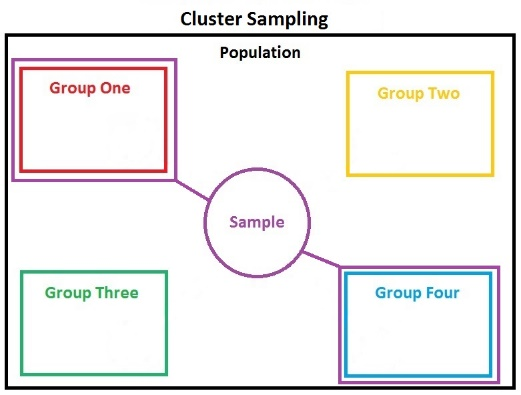 Cluster Sampling
Population
Group One
Group Two
Sample
Group Three
Group Four